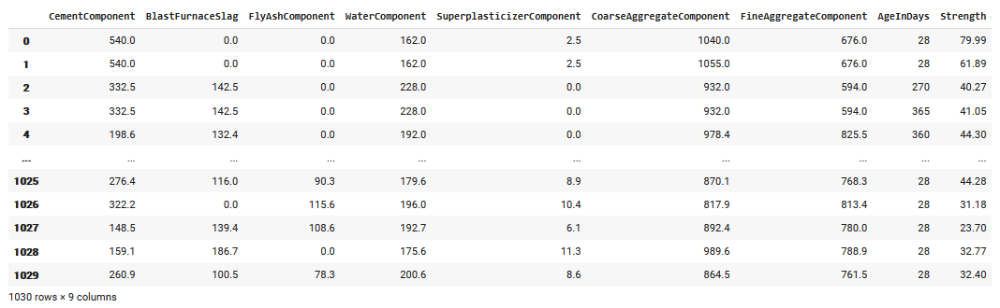 CementComponent BlastFurnaceSlag FlyAshComponent WaterComponent SuperplasticizerComponent CoarseAggregateComponent FineAggregateComponent AgeInDays Strength
0 540.0 0.0 0.0 162.0 2.5 1040.0 676.0 28 79.99
1 540.0 0.0 0.0 162.0 2.5 1055.0 676.0 28 61.89
2 332.5 142.5 0.0 228.0 0.0 932.0 594.0 270 40.27
3 332.5 142.5 0.0 228.0 0.0 932.0 594.0 365 41.05
4 198.6 132.4 0.0 192.0 0.0 978.4 825.5 360 44.30
... ... ... ... ... ... ... ... ... ...
1025 276.4 116.0 90.3 179.6 8.9 870.1 768.3 28 44.28
1026 322.2 0.0 115.6 196.0 10.4 817.9 813.4 28 31.18
1027 148.5 139.4 108.6 192.7 6.1 892.4 780.0 28 23.70
1028 159.1 186.7 0.0 175.6 11.3 989.6 788.9 28 32.77
1029 260.9 100.5 78.3 200.6 8.6 864.5 761.5 28 32.40
1030 rows × 9 columns